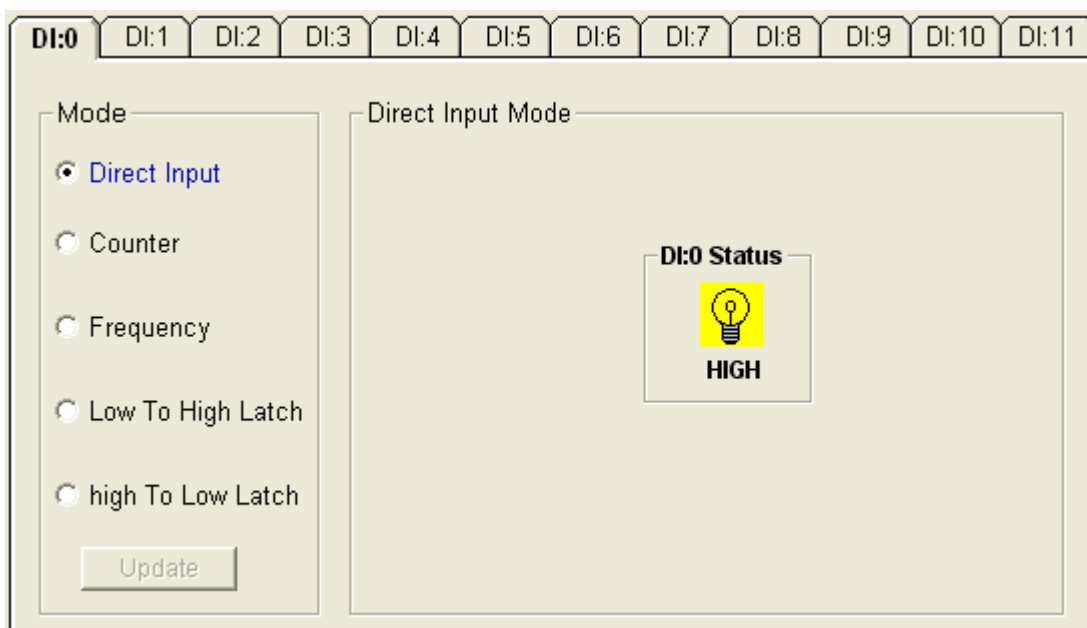 DI:0 DI:1 DI:2 DI:3 DI:4 DI:5 DI:6 DI:7 DI:8 DI:9 DI:10 DI:11
Mode
Direct Input
Counter
Frequency
Low To High Latch
high To Low Latch
Update
Direct Input Mode
DI:0 Status
HIGH